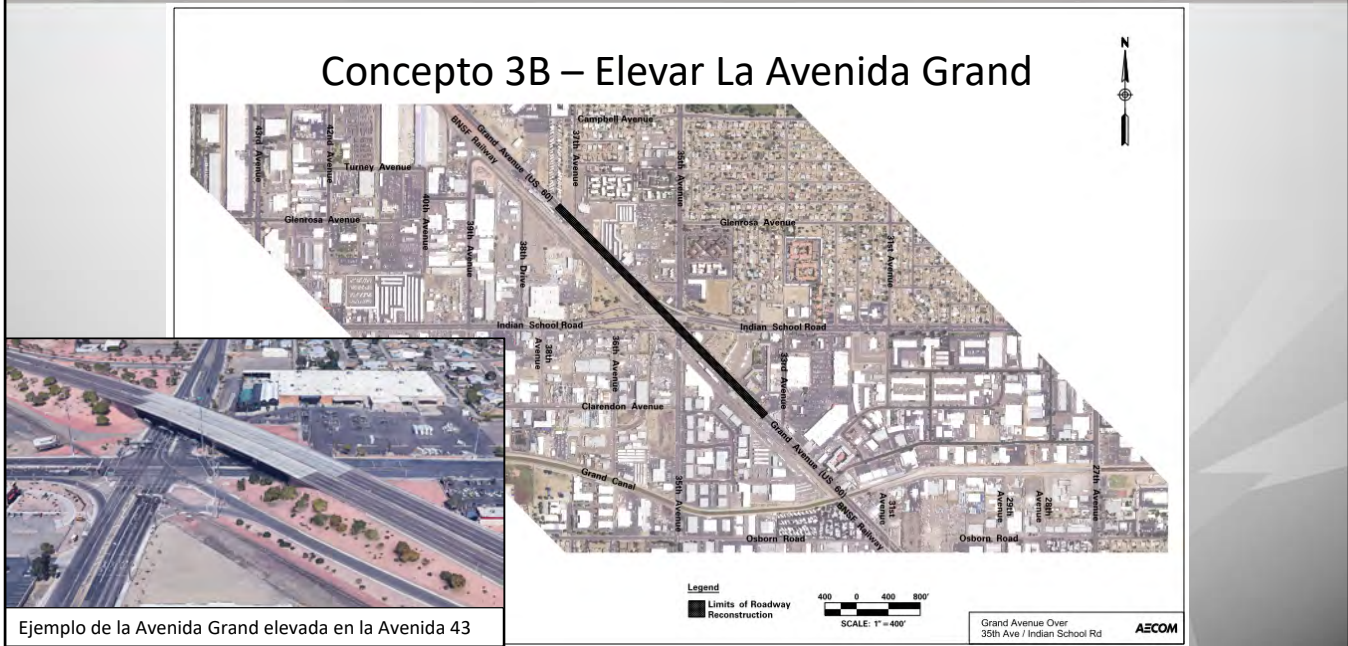 Concepto 3B – Elevar La Avenida Grand
N
Campbell Avenue
Grand Avenue (US 60)
BNSF Railway
37th Avenue
43rd Avenue
42nd Avenue
35th Avenue
Turney Avenue
40th Avenue
39th Avenue
Glenrosa Avenue
Glenrosa Avenue
38th Drive
31st Avenue
Indian School Road
Indian School Road
38th Avenue
36th Avenue
33rd Avenue
Clarendon Avenue
Grand Avenue (US 60)
Grand Canal
35th Avenue
27th Avenue
31st Avenue
29th Avenue
28th Avenue
BNSF Railway
Osborn Road
Osborn Road
Legend
Limits of Roadway
Reconstruction
400 0 400 800'
SCALE: 1" = 400'
Grand Avenue Over
35th Ave / Indian School Rd
AECOM
Ejemplo de la Avenida Grand elevada en la Avenida 43